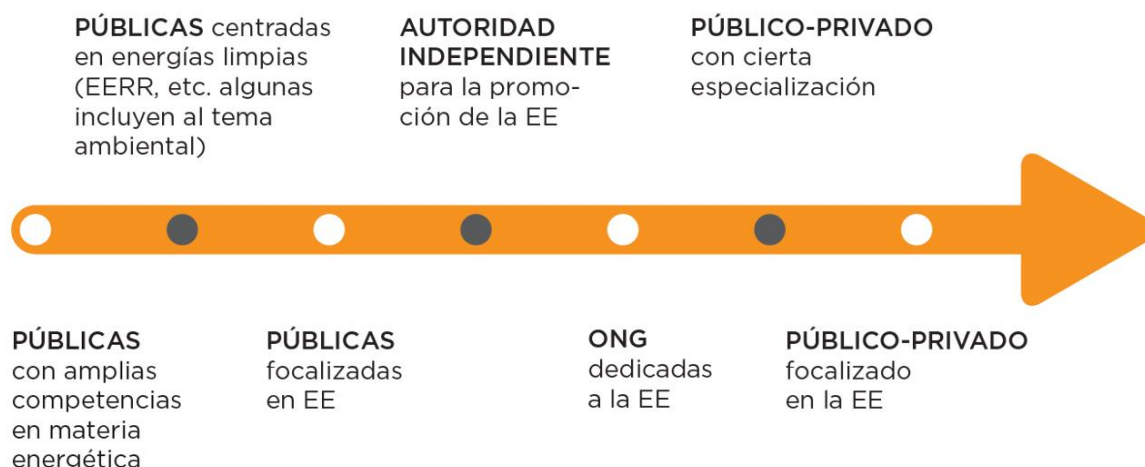 PÚBLICAS centradas
en energías limpias
(EERR, etc. algunas
incluyen al tema
ambiental)
AUTORIDAD
INDEPENDIENTE
para la promo-
ción de la EE
PÚBLICO-PRIVADO
con cierta
especialización
PÚBLICAS
con amplias
competencias
en materia
energética
PÚBLICAS
focalizadas
en EE
ONG
dedicadas
a la EE
PÚBLICO-PRIVADO
focalizado
en la EE